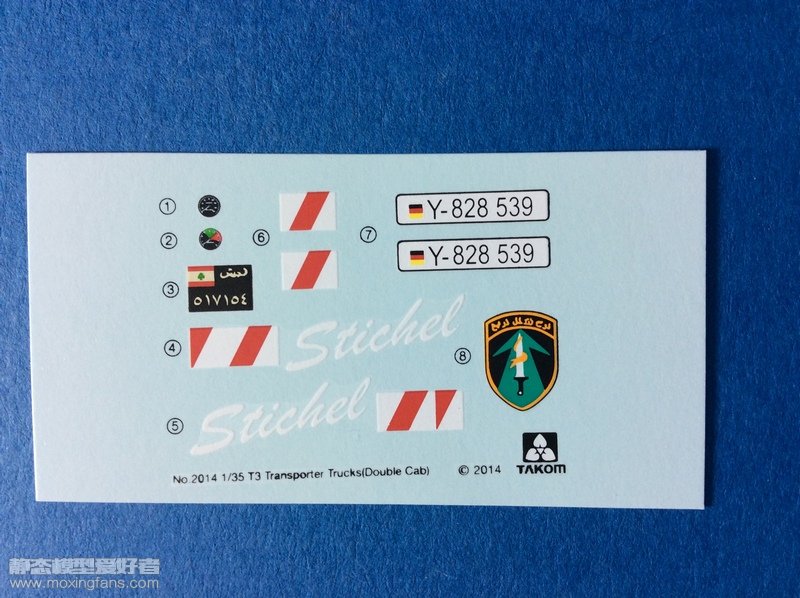 ①
②
⑥
⑦
Y-828 539
Y-828 539
③
الجيش
٥١٧١٥٤
④
Stichel
⑧
⑤
Stichel
No.2014 1/35 T3 Transporter Trucks(Double Cab)
© 2014
TAKOM
静态模型爱好者
www.moxingfans.com